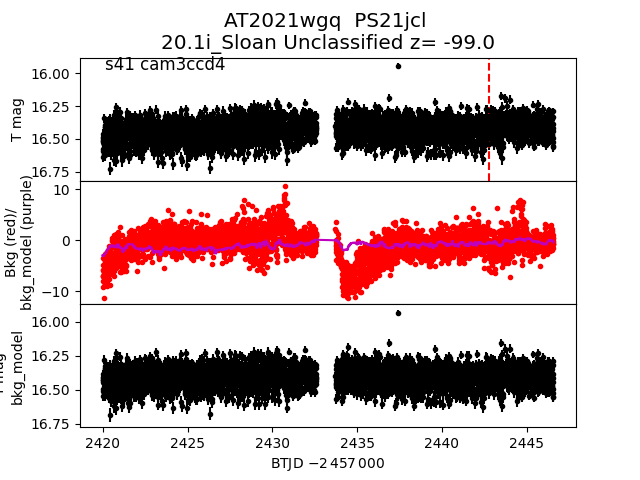 AT2021wgq  PS21jcl
20.1i_Sloan Unclassified z= -99.0
s41 cam3ccd4
T mag
16.00
16.25
16.50
16.75
Bkg (red)/
bkg_model (purple)
10
0
−10
bkg_model
16.00
16.25
16.50
16.75
2420 2425 2430 2435 2440 2445
BTJD −2 457 000